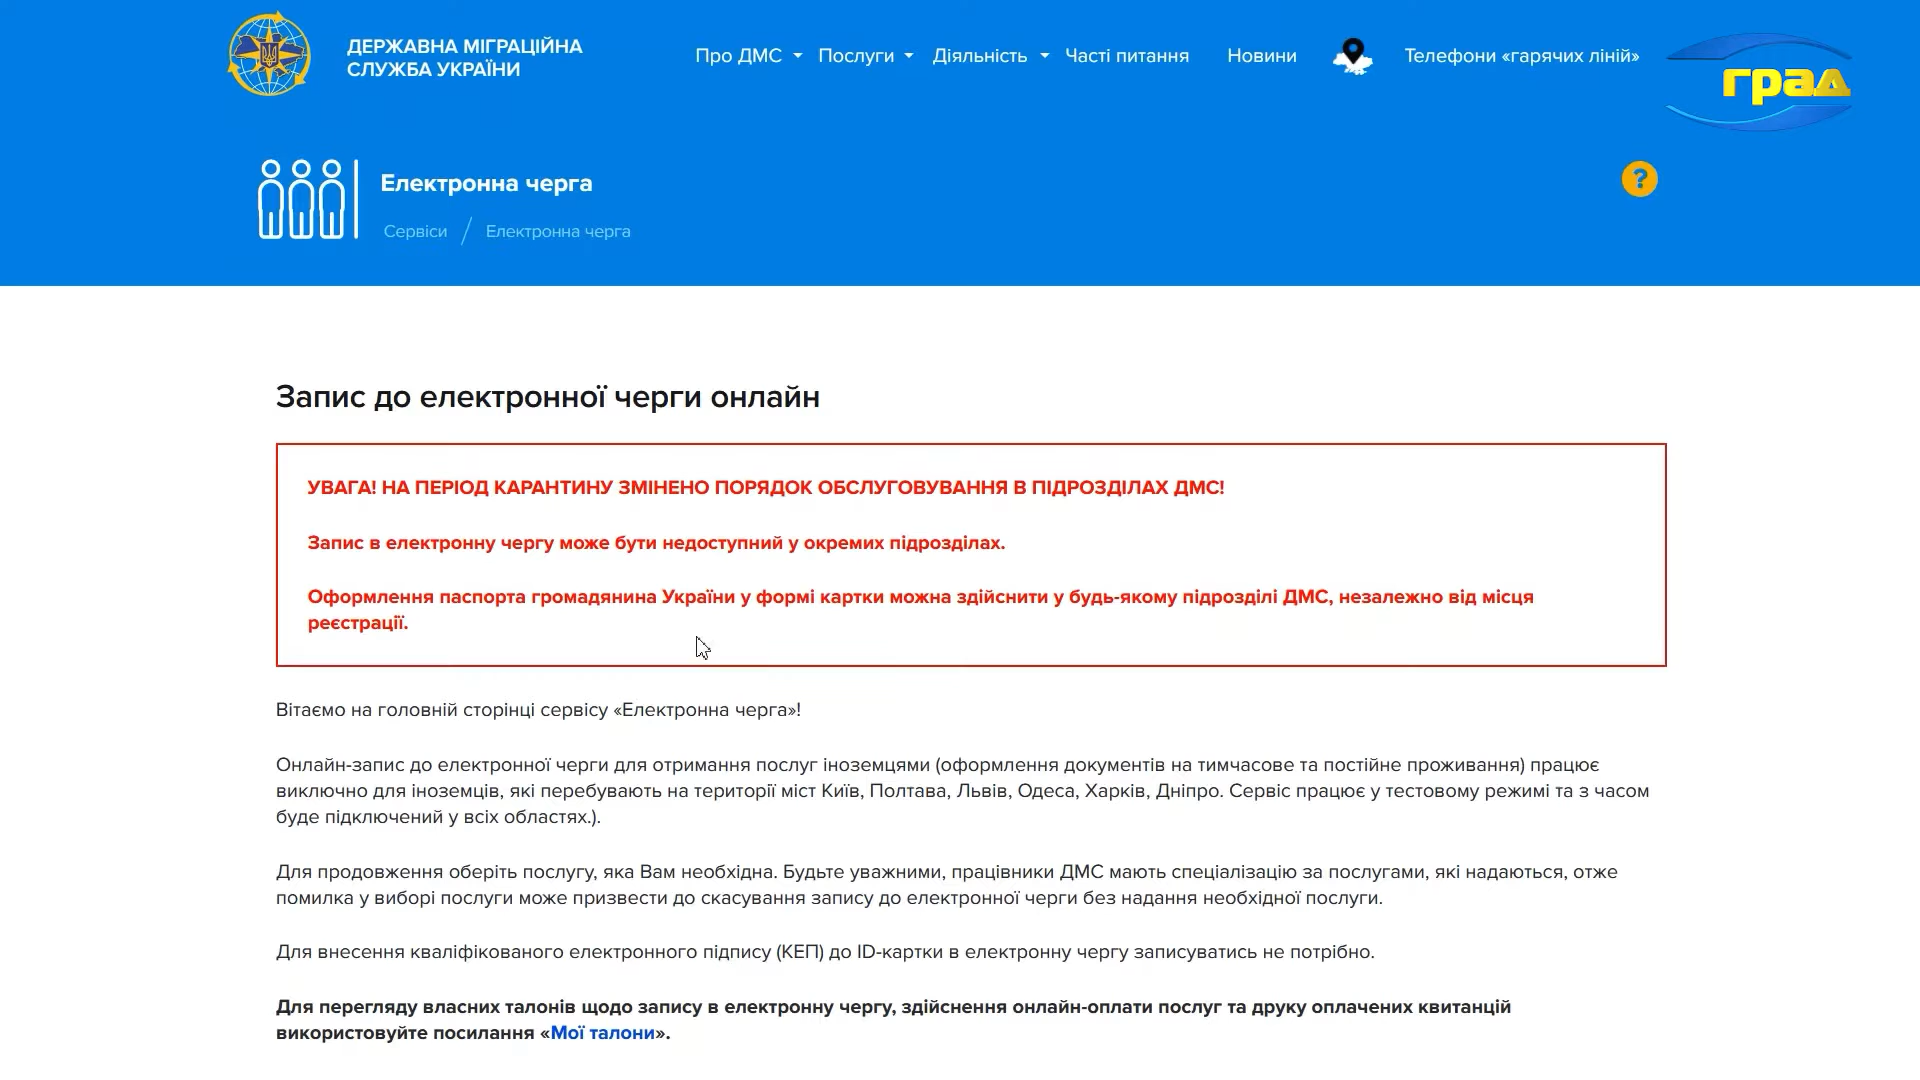 ДЕРЖАВНА МІГРАЦІЙНА
СЛУЖБА УКРАЇНИ
Про ДМС
Послуги
Діяльність
Часті питання
Новини
Телефони «гарячих ліній»
град
Електронна черга
?
Сервіси / Електронна черга
Запис до електронної черги онлайн
УВАГА! НА ПЕРІОД КАРАНТИНУ ЗМІНЕНО ПОРЯДОК ОБСЛУГОВУВАННЯ В ПІДРОЗДІЛАХ ДМС!
Запис в електронну чергу може бути недоступний у окремих підрозділах.
Оформлення паспорта громадянина України у формі картки можна здійснити у будь-якому підрозділі ДМС, незалежно від місця
реєстрації.
Вітаємо на головній сторінці сервісу «Електронна черга»!
Онлайн-запис до електронної черги для отримання послуг іноземцями (оформлення документів на тимчасове та постійне проживання) працює
виключно для іноземців, які перебувають на території міст Київ, Полтава, Львів, Одеса, Харків, Дніпро. Сервіс працює у тестовому режимі та з часом
буде підключений у всіх областях.).
Для продовження оберіть послугу, яка Вам необхідна. Будьте уважними, працівники ДМС мають спеціалізацію за послугами, які надаються, отже
помилка у виборі послуги може призвести до скасування запису до електронної черги без надання необхідної послуги.
Для внесення кваліфікованого електронного підпису (КЕП) до ID-картки в електронну чергу записуватись не потрібно.
Для перегляду власних талонів щодо запису в електронну чергу, здійснення онлайн-оплати послуг та друку оплачених квитанцій
використовуйте посилання «Мої талони».